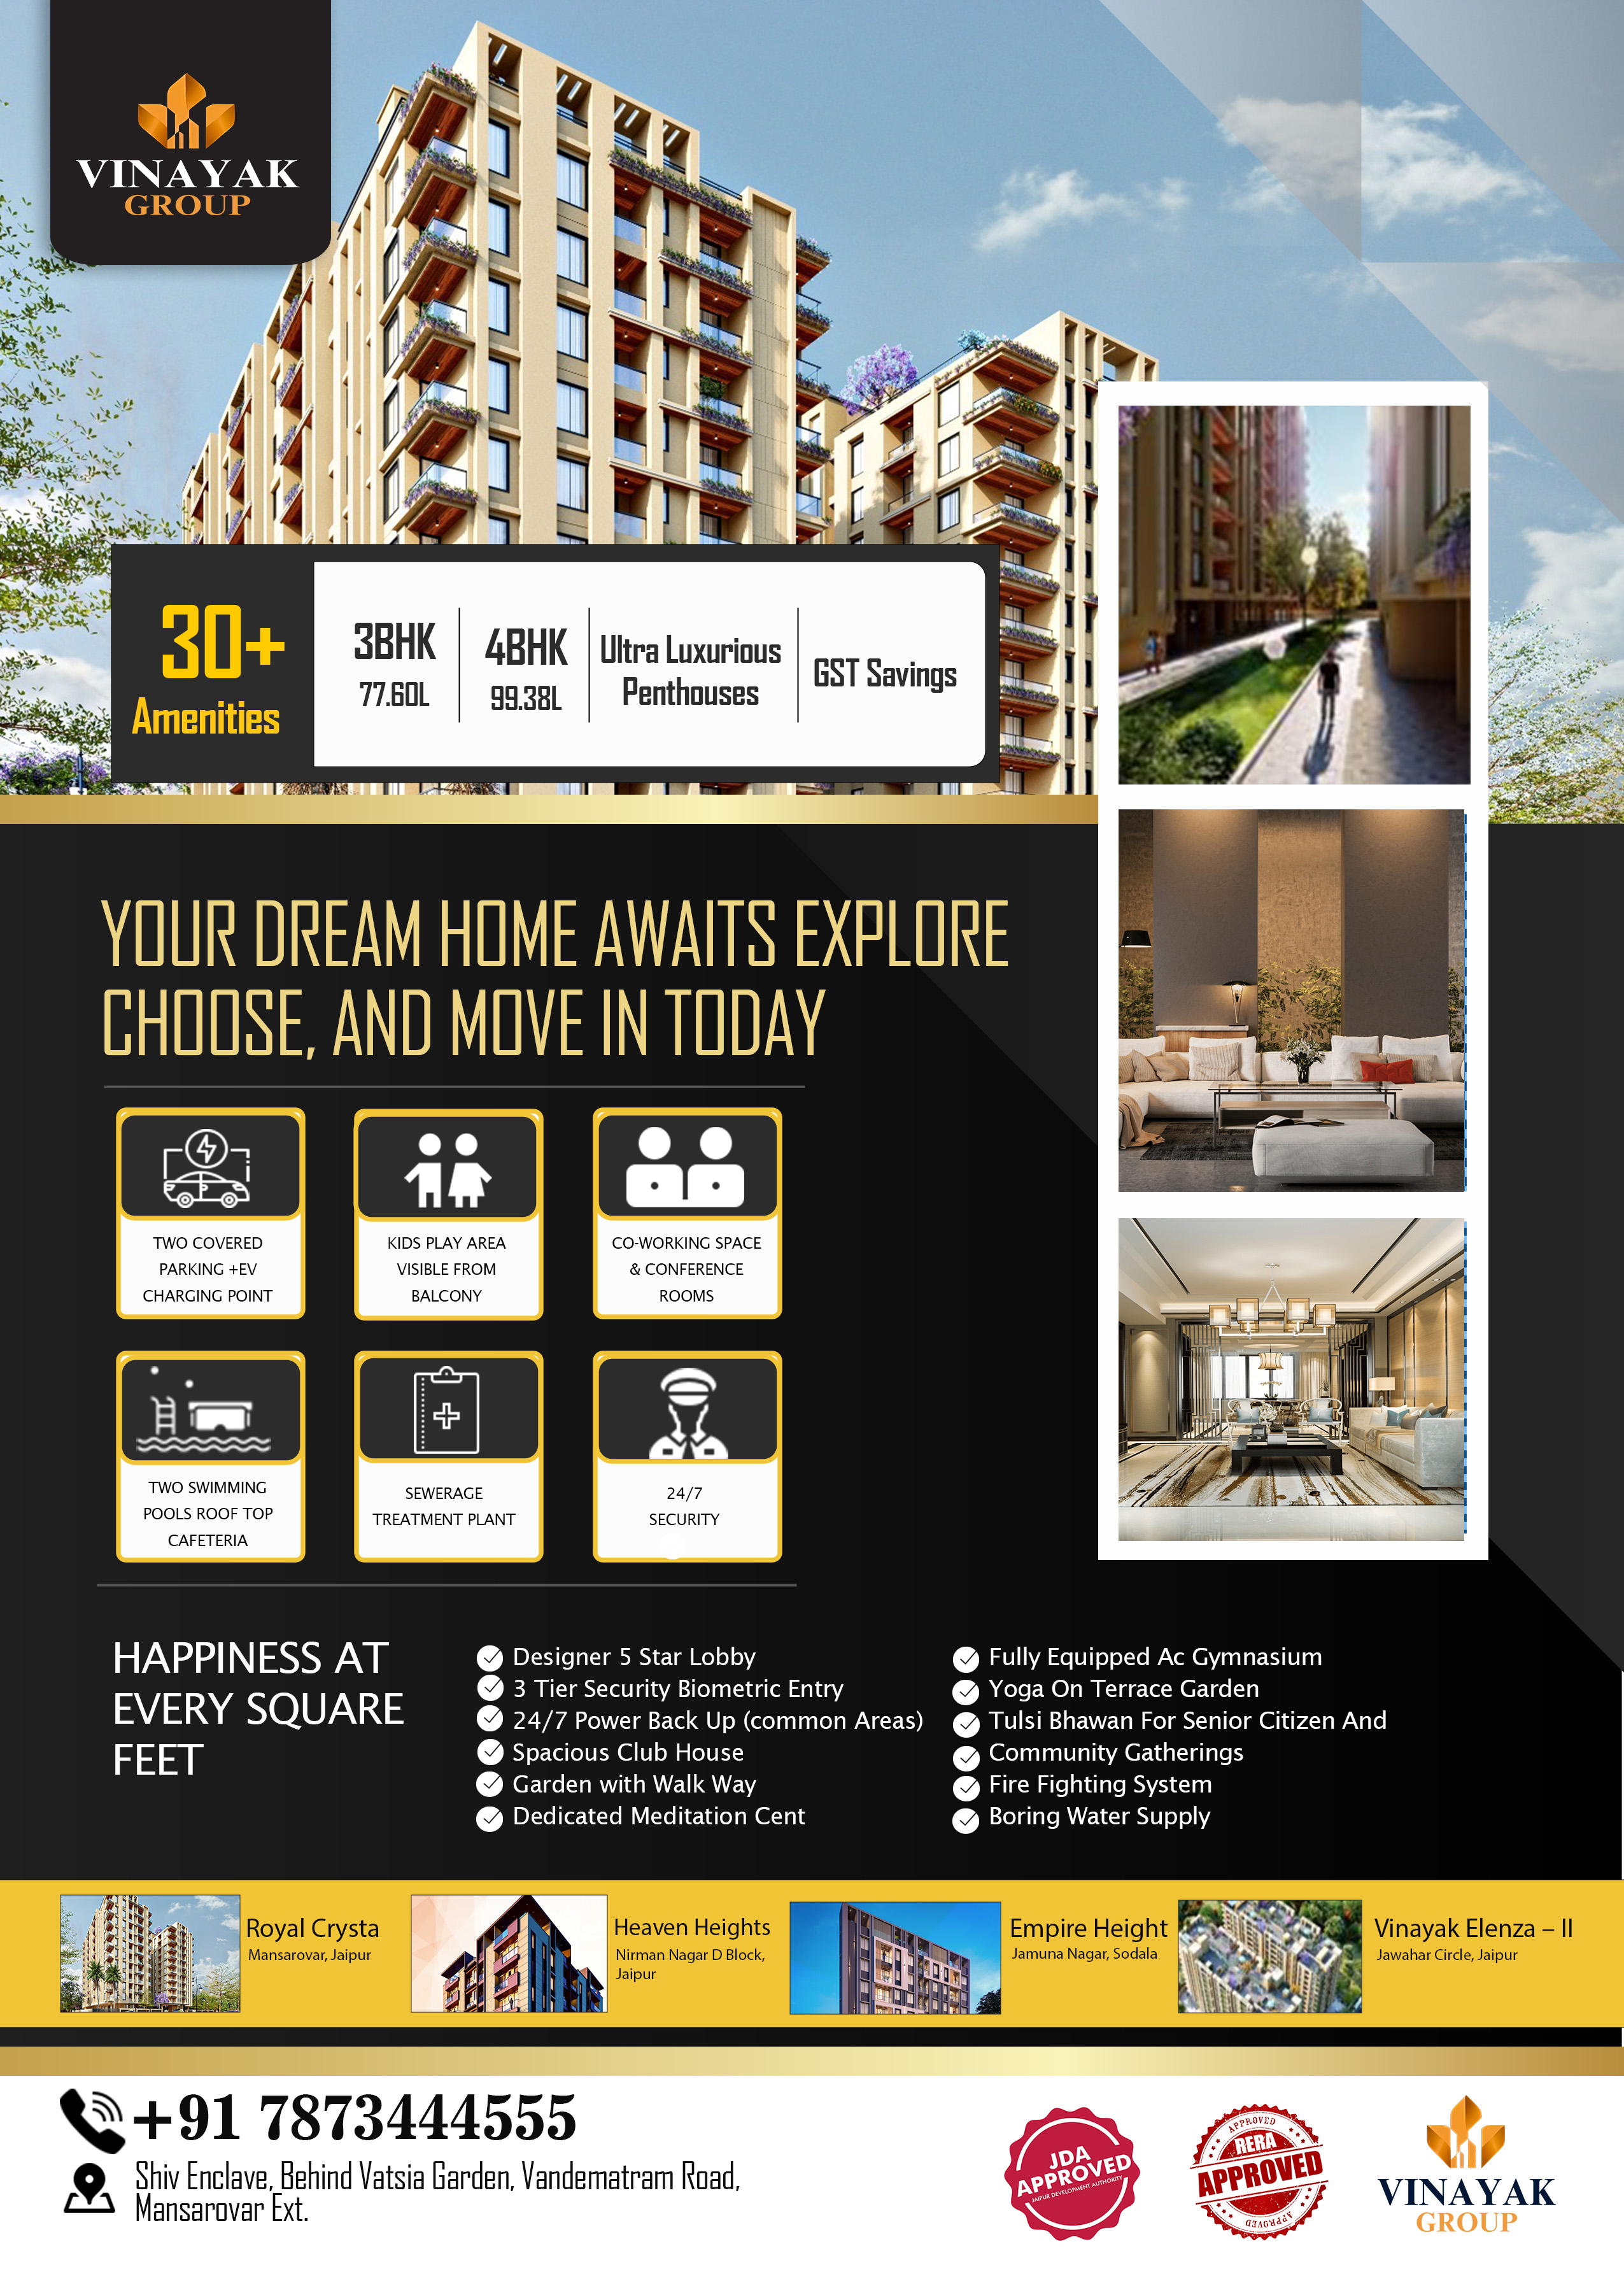 VINAYAK
GROUP
30+
Amenities
3BHK
77.60L
4BHK
99.38L
Ultra Luxurious
Penthouses
GST Savings
YOUR DREAM HOME AWAITS EXPLORE
CHOOSE, AND MOVE IN TODAY
TWO COVERED
PARKING +EV
CHARGING POINT
KIDS PLAY AREA
VISIBLE FROM
BALCONY
CO-WORKING SPACE
& CONFERENCE
ROOMS
TWO SWIMMING
POOLS ROOF TOP
CAFETERIA
SEWERAGE
TREATMENT PLANT
24/7
SECURITY
HAPPINESS AT
EVERY SQUARE
FEET
Designer 5 Star Lobby
3 Tier Security Biometric Entry
24/7 Power Back Up (common Areas)
Spacious Club House
Garden with Walk Way
Dedicated Meditation Cent
Fully Equipped Ac Gymnasium
Yoga On Terrace Garden
Tulsi Bhawan For Senior Citizen And
Community Gatherings
Fire Fighting System
Boring Water Supply
Royal Crysta
Mansarovar, Jaipur
Heaven Heights
Nirman Nagar D Block,
Jaipur
Empire Height
Jamuna Nagar, Sodala
Vinayak Elenza – II
Jawahar Circle, Jaipur
+91 7873444555
Shiv Enclave, Behind Vatsia Garden, Vandematram Road,
Mansarovar Ext.
JDA
APPROVED
JAIPUR DEVELOPMENT AUTHORITY
APPROVED
RERA
APPROVED
APPROVED
VINAYAK
GROUP